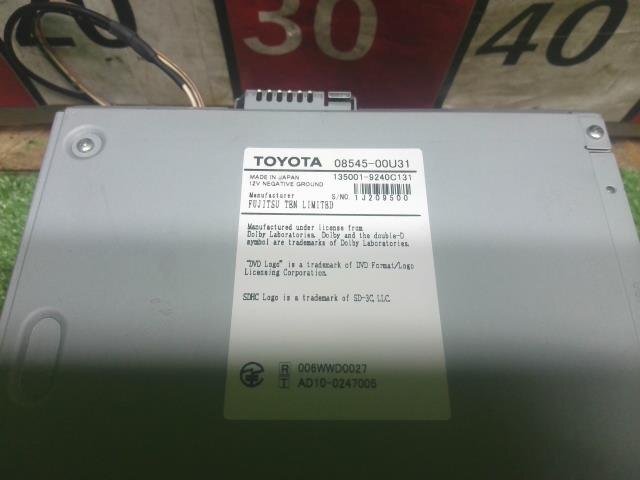 30
40
TOYOTA 08545-00U31
MADE IN JAPAN 135001-9240C131
12V NEGATIVE GROUND
Manufacturer S/NO. 1J209500
FUJITSU TEN LIMITED
Manufactured under license from
Dolby Laboratories. Dolby and the double-D
symbol are trademarks of Dolby Laboratories.
"DVD Logo" is a trademark of DVD Format/Logo
Licensing Corporation.
SDHC Logo is a trademark of SD-3C, LLC.
R 006WWD0027
T AD10-0247006